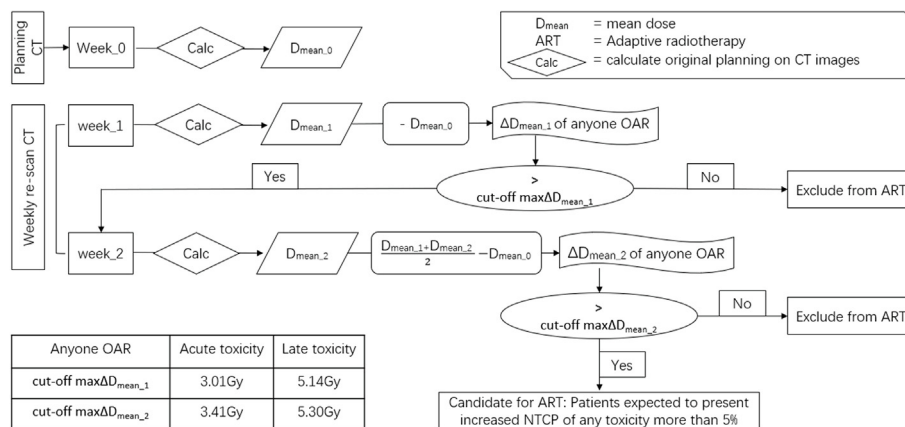 Planning
CT
Week_0
Calc
Dmean_0
Dmean = mean dose
ART = Adaptive radiotherapy
Calc = calculate original planning on CT images
Weekly re-scan CT
week_1
Calc
Dmean_1
- Dmean_0
ΔDmean_1 of anyone OAR
>
cut-off maxΔDmean_1
Yes
No
Exclude from ART
week_2
Calc
Dmean_2
Dmean_1+Dmean_2
2
−Dmean_0
ΔDmean_2 of anyone OAR
>
cut-off maxΔDmean_2
No
Exclude from ART
Yes
Candidate for ART: Patients expected to present
increased NTCP of any toxicity more than 5%
Anyone OAR Acute toxicity Late toxicity
cut-off maxΔDmean_1 3.01Gy 5.14Gy
cut-off maxΔDmean_2 3.41Gy 5.30Gy